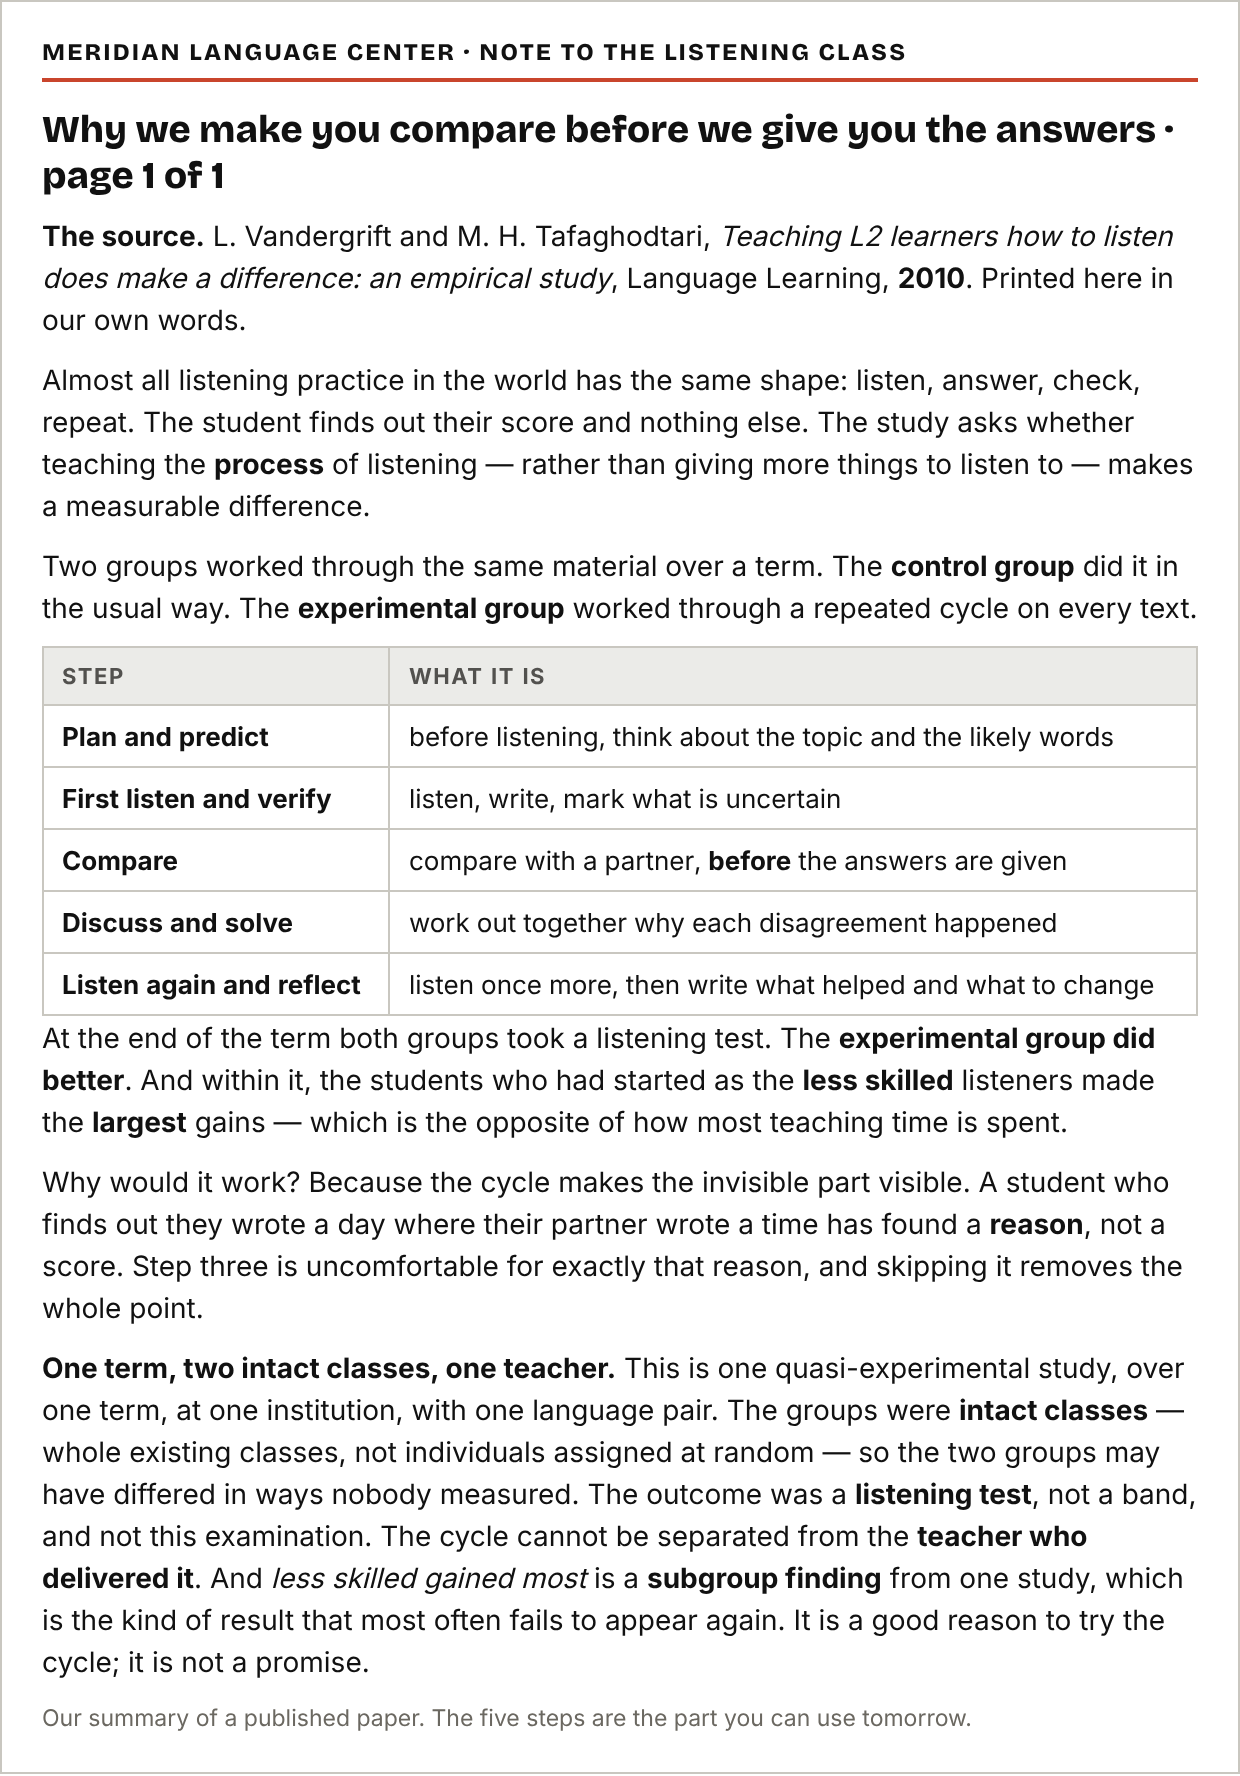 MERIDIAN LANGUAGE CENTER · NOTE TO THE LISTENING CLASS
Why we make you compare before we give you the answers ·
page 1 of 1
The source. L. Vandergrift and M. H. Tafaghodtari, Teaching L2 learners how to listen
does make a difference: an empirical study, Language Learning, 2010. Printed here in
our own words.
Almost all listening practice in the world has the same shape: listen, answer, check,
repeat. The student finds out their score and nothing else. The study asks whether
teaching the process of listening — rather than giving more things to listen to — makes
a measurable difference.
Two groups worked through the same material over a term. The control group did it in
the usual way. The experimental group worked through a repeated cycle on every text.
STEP WHAT IT IS
Plan and predict before listening, think about the topic and the likely words
First listen and verify listen, write, mark what is uncertain
Compare compare with a partner, before the answers are given
Discuss and solve work out together why each disagreement happened
Listen again and reflect listen once more, then write what helped and what to change
At the end of the term both groups took a listening test. The experimental group did
better. And within it, the students who had started as the less skilled listeners made
the largest gains — which is the opposite of how most teaching time is spent.
Why would it work? Because the cycle makes the invisible part visible. A student who
finds out they wrote a day where their partner wrote a time has found a reason, not a
score. Step three is uncomfortable for exactly that reason, and skipping it removes the
whole point.
One term, two intact classes, one teacher. This is one quasi-experimental study, over
one term, at one institution, with one language pair. The groups were intact classes —
whole existing classes, not individuals assigned at random — so the two groups may
have differed in ways nobody measured. The outcome was a listening test, not a band,
and not this examination. The cycle cannot be separated from the teacher who
delivered it. And less skilled gained most is a subgroup finding from one study, which
is the kind of result that most often fails to appear again. It is a good reason to try the
cycle; it is not a promise.
Our summary of a published paper. The five steps are the part you can use tomorrow.